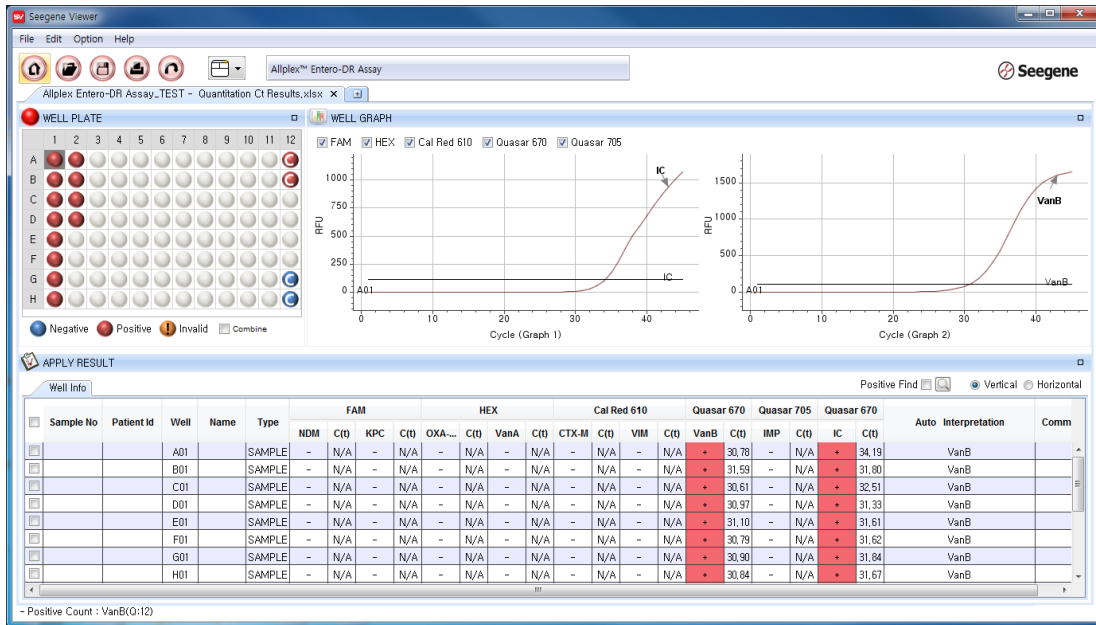 Seegene Viewer
File Edit Option Help
Allplex™ Entero-DR Assay
Seegene
Allplex Entero-DR Assay_TEST - Quantitation Ct Results,xlsx
WELL PLATE
1 2 3 4 5 6 7 8 9 10 11 12
A C
B C
C
D
E
F
G C
H C
Negative Positive Invalid Combine
WELL GRAPH
FAM HEX Cal Red 610 Quasar 670 Quasar 705
RFU
1000
750
500
250
0
IC
IC
A01
0 10 20 30 40
Cycle (Graph 1)
RFU
1500
1000
500
0
VanB
VanB
A01
0 10 20 30 40
Cycle (Graph 2)
APPLY RESULT
Well Info
Positive Find Vertical Horizontal
FAM HEX Cal Red 610 Quasar 670 Quasar 705 Quasar 670
Sample No Patient Id Well Name Type Auto Interpretation Comm
NDM C(t) KPC C(t) OXA-... C(t) VanA C(t) CTX-M C(t) VIM C(t) VanB C(t) IMP C(t) IC C(t)
A01 SAMPLE - N/A - N/A - N/A - N/A - N/A - N/A + 30,78 - N/A + 34,19 VanB
B01 SAMPLE - N/A - N/A - N/A - N/A - N/A - N/A + 31,59 - N/A + 31,80 VanB
C01 SAMPLE - N/A - N/A - N/A - N/A - N/A - N/A + 30,61 - N/A + 32,51 VanB
D01 SAMPLE - N/A - N/A - N/A - N/A - N/A - N/A + 30,97 - N/A + 31,33 VanB
E01 SAMPLE - N/A - N/A - N/A - N/A - N/A - N/A + 31,10 - N/A + 31,61 VanB
F01 SAMPLE - N/A - N/A - N/A - N/A - N/A - N/A + 30,79 - N/A + 31,62 VanB
G01 SAMPLE - N/A - N/A - N/A - N/A - N/A - N/A + 30,90 - N/A + 31,84 VanB
H01 SAMPLE - N/A - N/A - N/A - N/A - N/A - N/A + 30,84 - N/A + 31,67 VanB
- Positive Count : VanB(Q:12)